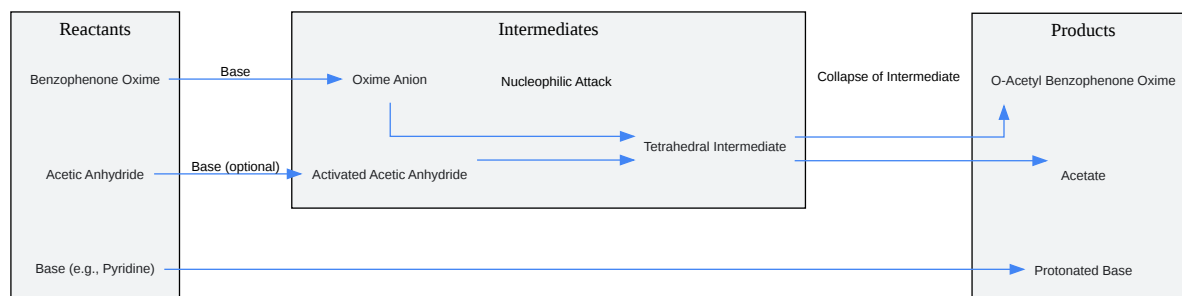 Reactants
Intermediates
Products
Benzophenone Oxime
Base
Oxime Anion
Nucleophilic Attack
Collapse of Intermediate
O-Acetyl Benzophenone Oxime
Tetrahedral Intermediate
Acetic Anhydride
Base (optional)
Activated Acetic Anhydride
Acetate
Base (e.g., Pyridine)
Protonated Base